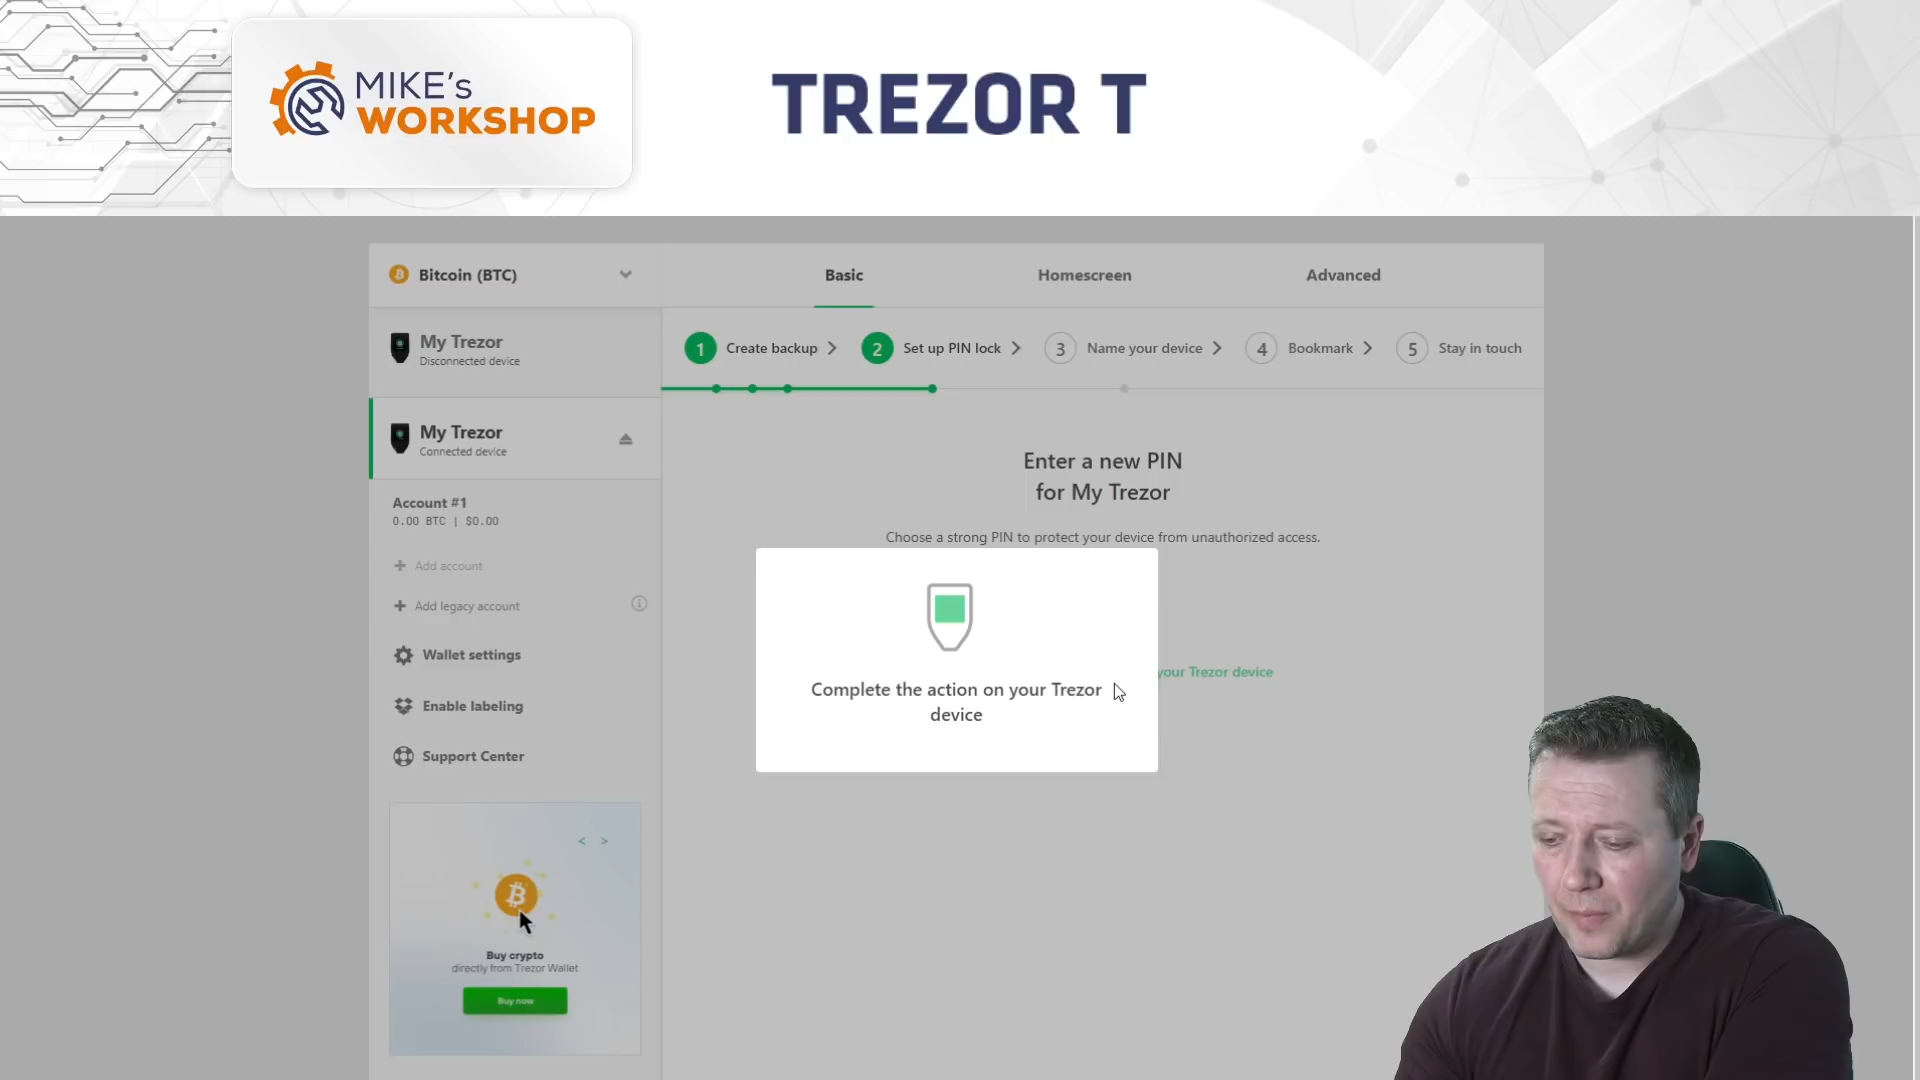 MIKE's
WORKSHOP
TREZOR T
Bitcoin (BTC)
Basic
Homescreen
Advanced
My Trezor
Disconnected device
1 Create backup
2 Set up PIN lock
3 Name your device
4 Bookmark
5 Stay in touch
My Trezor
Connected device
Enter a new PIN
for My Trezor
Choose a strong PIN to protect your device from unauthorized access.
Account #1
0.00 BTC | $0.00
Add account
Add legacy account
Complete the action on your Trezor
device
your Trezor device
Wallet settings
Enable labeling
Support Center
< >
Buy crypto
directly from Trezor Wallet
Buy now